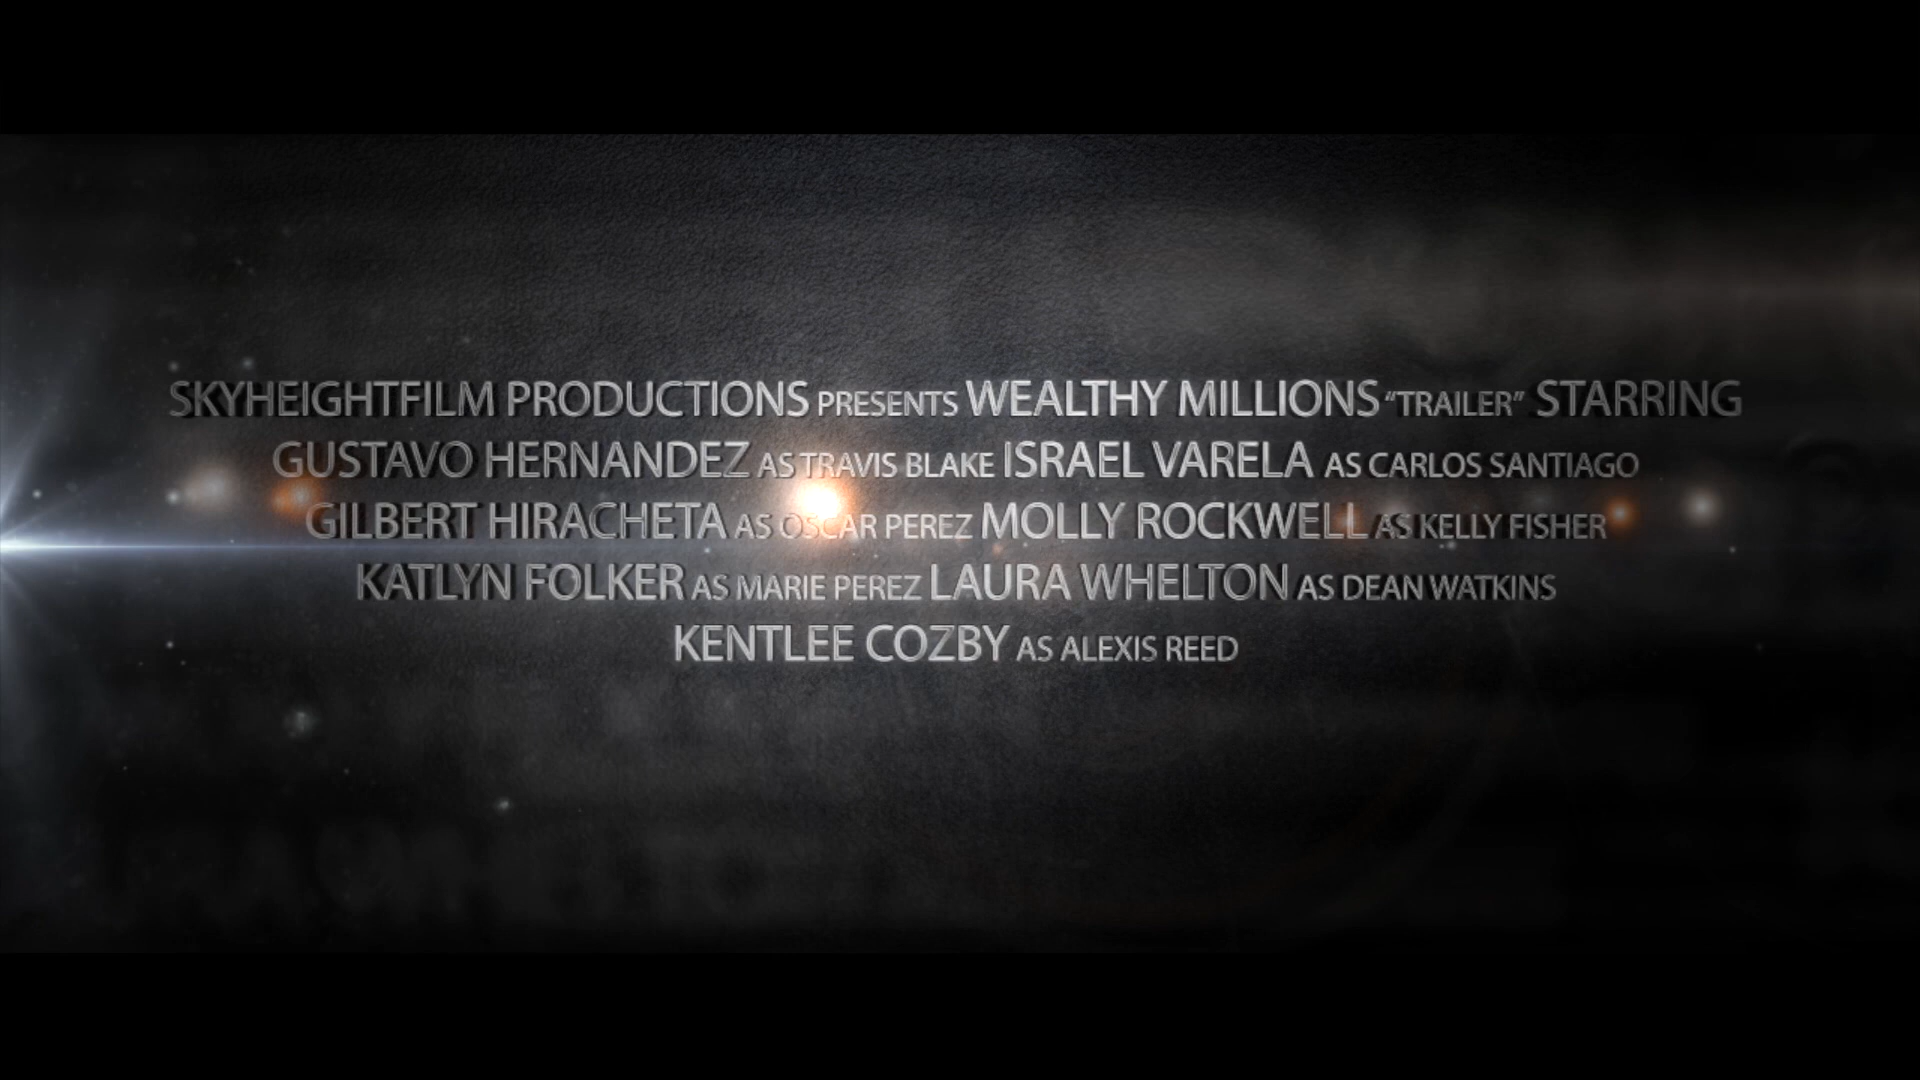 SKYHEIGHTFILM PRODUCTIONS PRESENTS WEALTHY MILLIONS “TRAILER” STARRING
GUSTAVO HERNANDEZ AS TRAVIS BLAKE ISRAEL VARELA AS CARLOS SANTIAGO
GILBERT HIRACHETA AS OSCAR PEREZ MOLLY ROCKWELL AS KELLY FISHER
KATLYN FOLKER AS MARIE PEREZ LAURA WHELTON AS DEAN WATKINS
KENTLEE COZBY AS ALEXIS REED